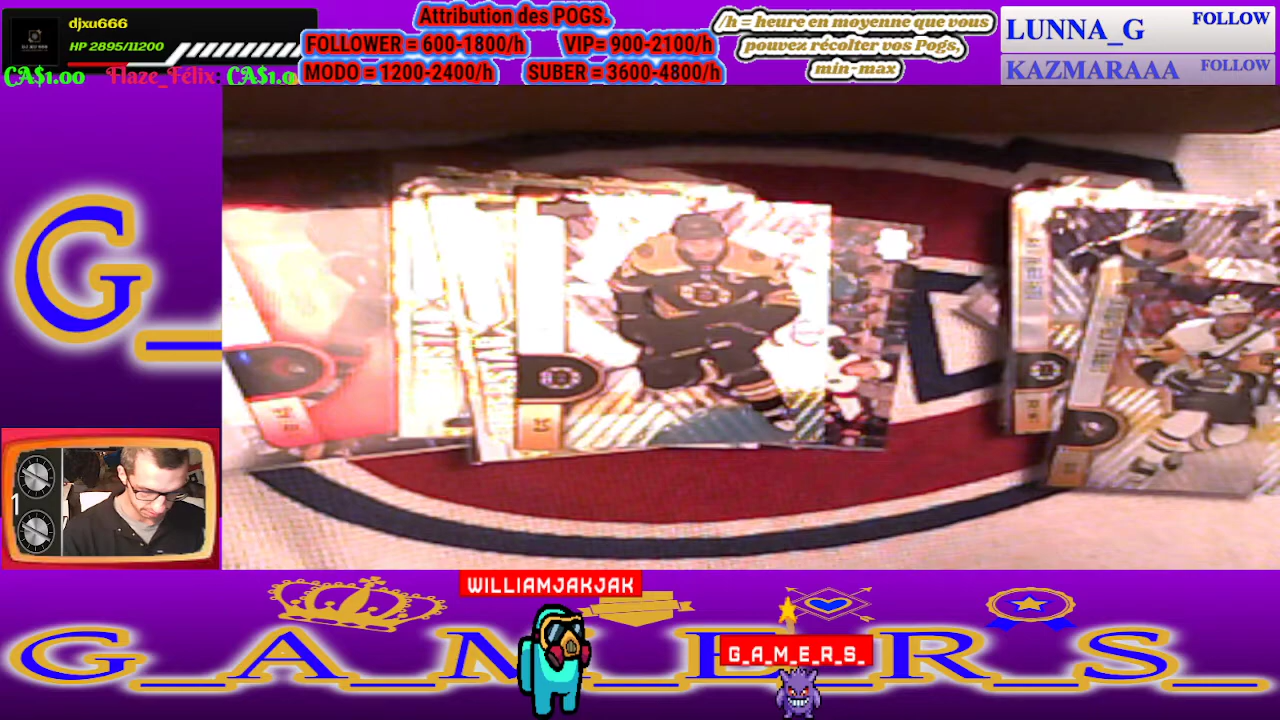 djxu666
HP 2895/11200
CA$1.00 Haze_Félix: CA$1.0
Attribution des POGS.
FOLLOWER = 600-1800/h VIP= 900-2100/h
MODO = 1200-2400/h SUBER = 3600-4800/h
/h = heure en moyenne que vous
pouvez récolter vos Pogs,
min-max
LUNNA_G FOLLOW
KAZMARAAA FOLLOW
G_
WILLIAMJAKJAK
G_A_M_E_R_S_
G_A_M_E_R_S_